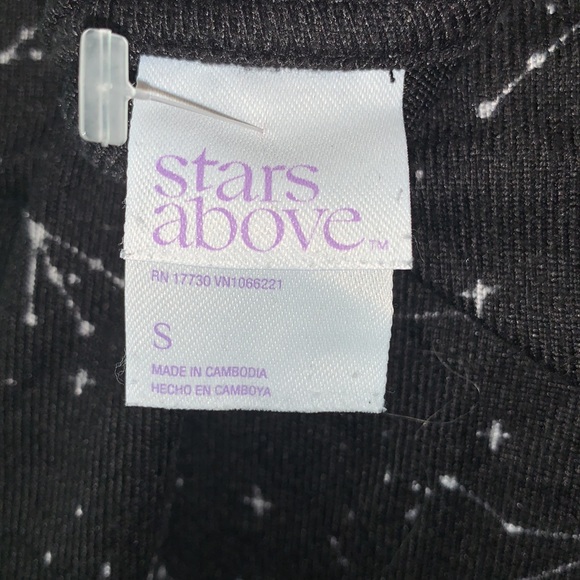 stars
above™
RN 17730 VN1066221
S
MADE IN CAMBODIA
HECHO EN CAMBOYA